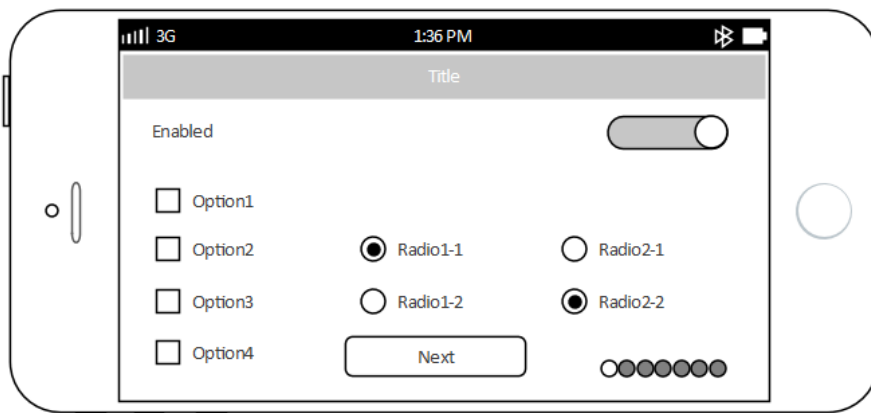 3G 1:36 PM
Title
Enabled
Option1
Option2 Radio1-1 Radio2-1
Option3 Radio1-2 Radio2-2
Option4 Next